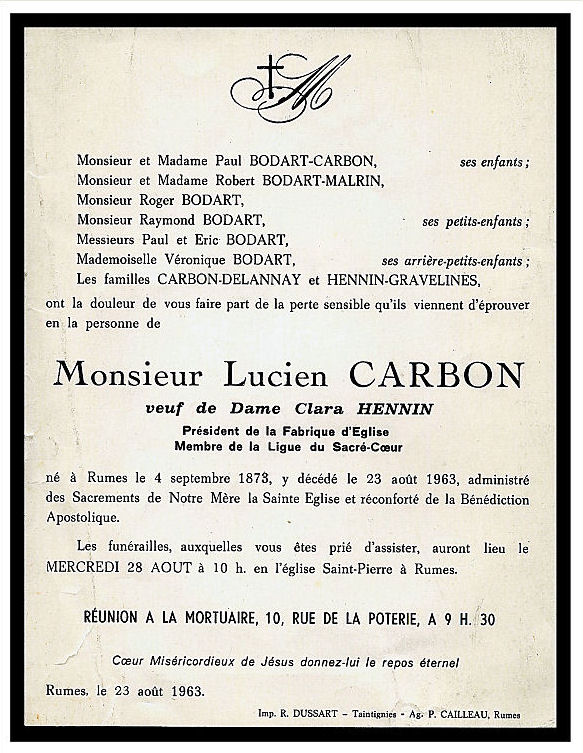 M
Monsieur et Madame Paul BODART-CARBON, ses enfants ;
Monsieur et Madame Robert BODART-MALRIN,
Monsieur Roger BODART,
Monsieur Raymond BODART, ses petits-enfants ;
Messieurs Paul et Eric BODART,
Mademoiselle Véronique BODART, ses arrière-petits-enfants ;
Les familles CARBON-DELANNAY et HENNIN-GRAVELINES,
ont la douleur de vous faire part de la perte sensible qu'ils viennent d'éprouver
en la personne de
Monsieur Lucien CARBON
veuf de Dame Clara HENNIN
Président de la Fabrique d'Eglise
Membre de la Ligue du Sacré-Cœur
né à Rumes le 4 septembre 1873, y décédé le 23 août 1963, administré
des Sacrements de Notre Mère la Sainte Eglise et réconforté de la Bénédiction
Apostolique.
Les funérailles, auxquelles vous êtes prié d'assister, auront lieu le
MERCREDI 28 AOUT à 10 h. en l'église Saint-Pierre à Rumes.
RÉUNION A LA MORTUAIRE, 10, RUE DE LA POTERIE, A 9 H. 30
Cœur Miséricordieux de Jésus donnez-lui le repos éternel
Rumes, le 23 août 1963.
Imp. R. DUSSART - Taintignies - Ag. P. CAILLEAU, Rumes